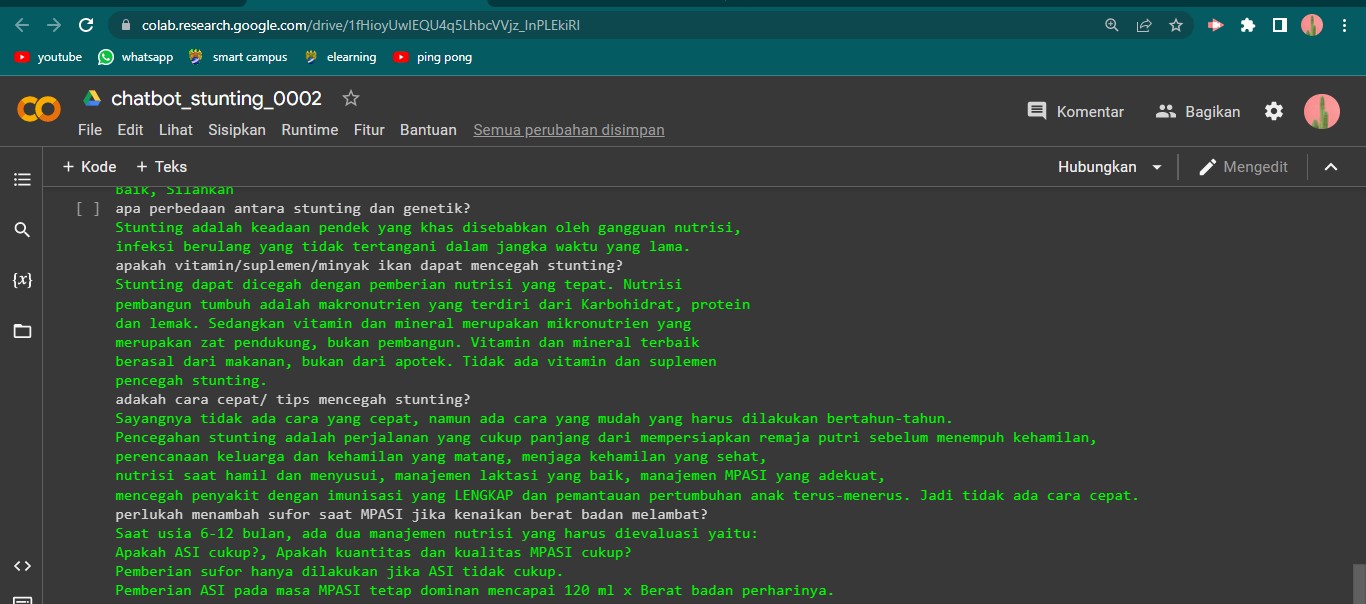 colab.research.google.com/drive/1fHioyUwIEQU4q5LhbcVVjz_InPLEkiRl
youtube whatsapp smart campus elearning ping pong
chatbot_stunting_0002
Komentar Bagikan
File Edit Lihat Sisipkan Runtime Fitur Bantuan Semua perubahan disimpan
+ Kode + Teks Hubungkan Mengedit
Baik, Silahkan
[ ] apa perbedaan antara stunting dan genetik?
Stunting adalah keadaan pendek yang khas disebabkan oleh gangguan nutrisi,
infeksi berulang yang tidak tertangani dalam jangka waktu yang lama.
apakah vitamin/suplemen/minyak ikan dapat mencegah stunting?
{x}
Stunting dapat dicegah dengan pemberian nutrisi yang tepat. Nutrisi
pembangun tumbuh adalah makronutrien yang terdiri dari Karbohidrat, protein
dan lemak. Sedangkan vitamin dan mineral merupakan mikronutrien yang
merupakan zat pendukung, bukan pembangun. Vitamin dan mineral terbaik
berasal dari makanan, bukan dari apotek. Tidak ada vitamin dan suplemen
pencegah stunting.
adakah cara cepat/ tips mencegah stunting?
Sayangnya tidak ada cara yang cepat, namun ada cara yang mudah yang harus dilakukan bertahun-tahun.
Pencegahan stunting adalah perjalanan yang cukup panjang dari mempersiapkan remaja putri sebelum menempuh kehamilan,
perencanaan keluarga dan kehamilan yang matang, menjaga kehamilan yang sehat,
nutrisi saat hamil dan menyusui, manajemen laktasi yang baik, manajemen MPASI yang adekuat,
mencegah penyakit dengan imunisasi yang LENGKAP dan pemantauan pertumbuhan anak terus-menerus. Jadi tidak ada cara cepat.
perlukah menambah sufor saat MPASI jika kenaikan berat badan melambat?
Saat usia 6-12 bulan, ada dua manajemen nutrisi yang harus dievaluasi yaitu:
Apakah ASI cukup?, Apakah kuantitas dan kualitas MPASI cukup?
Pemberian sufor hanya dilakukan jika ASI tidak cukup.
Pemberian ASI pada masa MPASI tetap dominan mencapai 120 ml x Berat badan perharinya.